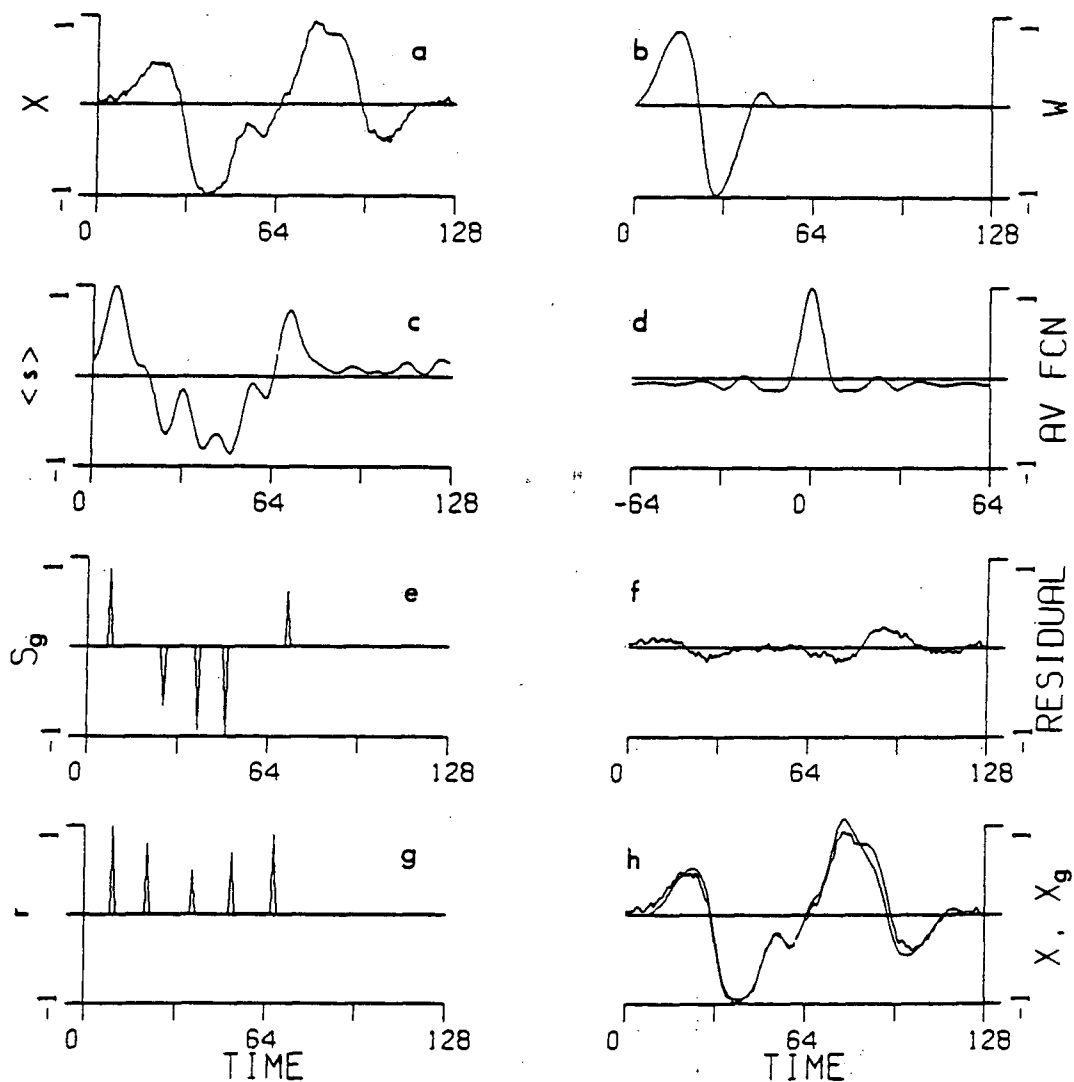 1 a b 1
X W
-1 -1
0 64 128 0 64 128
1 c d 1
<s> AV FCN
-1 -1
0 64 128 -64 0 64
1 e f 1
Sg RESIDUAL
-1 -1
0 64 128 0 64 128
1 g h 1
r X, Xg
-1
0 64 128 0 64 128
TIME TIME